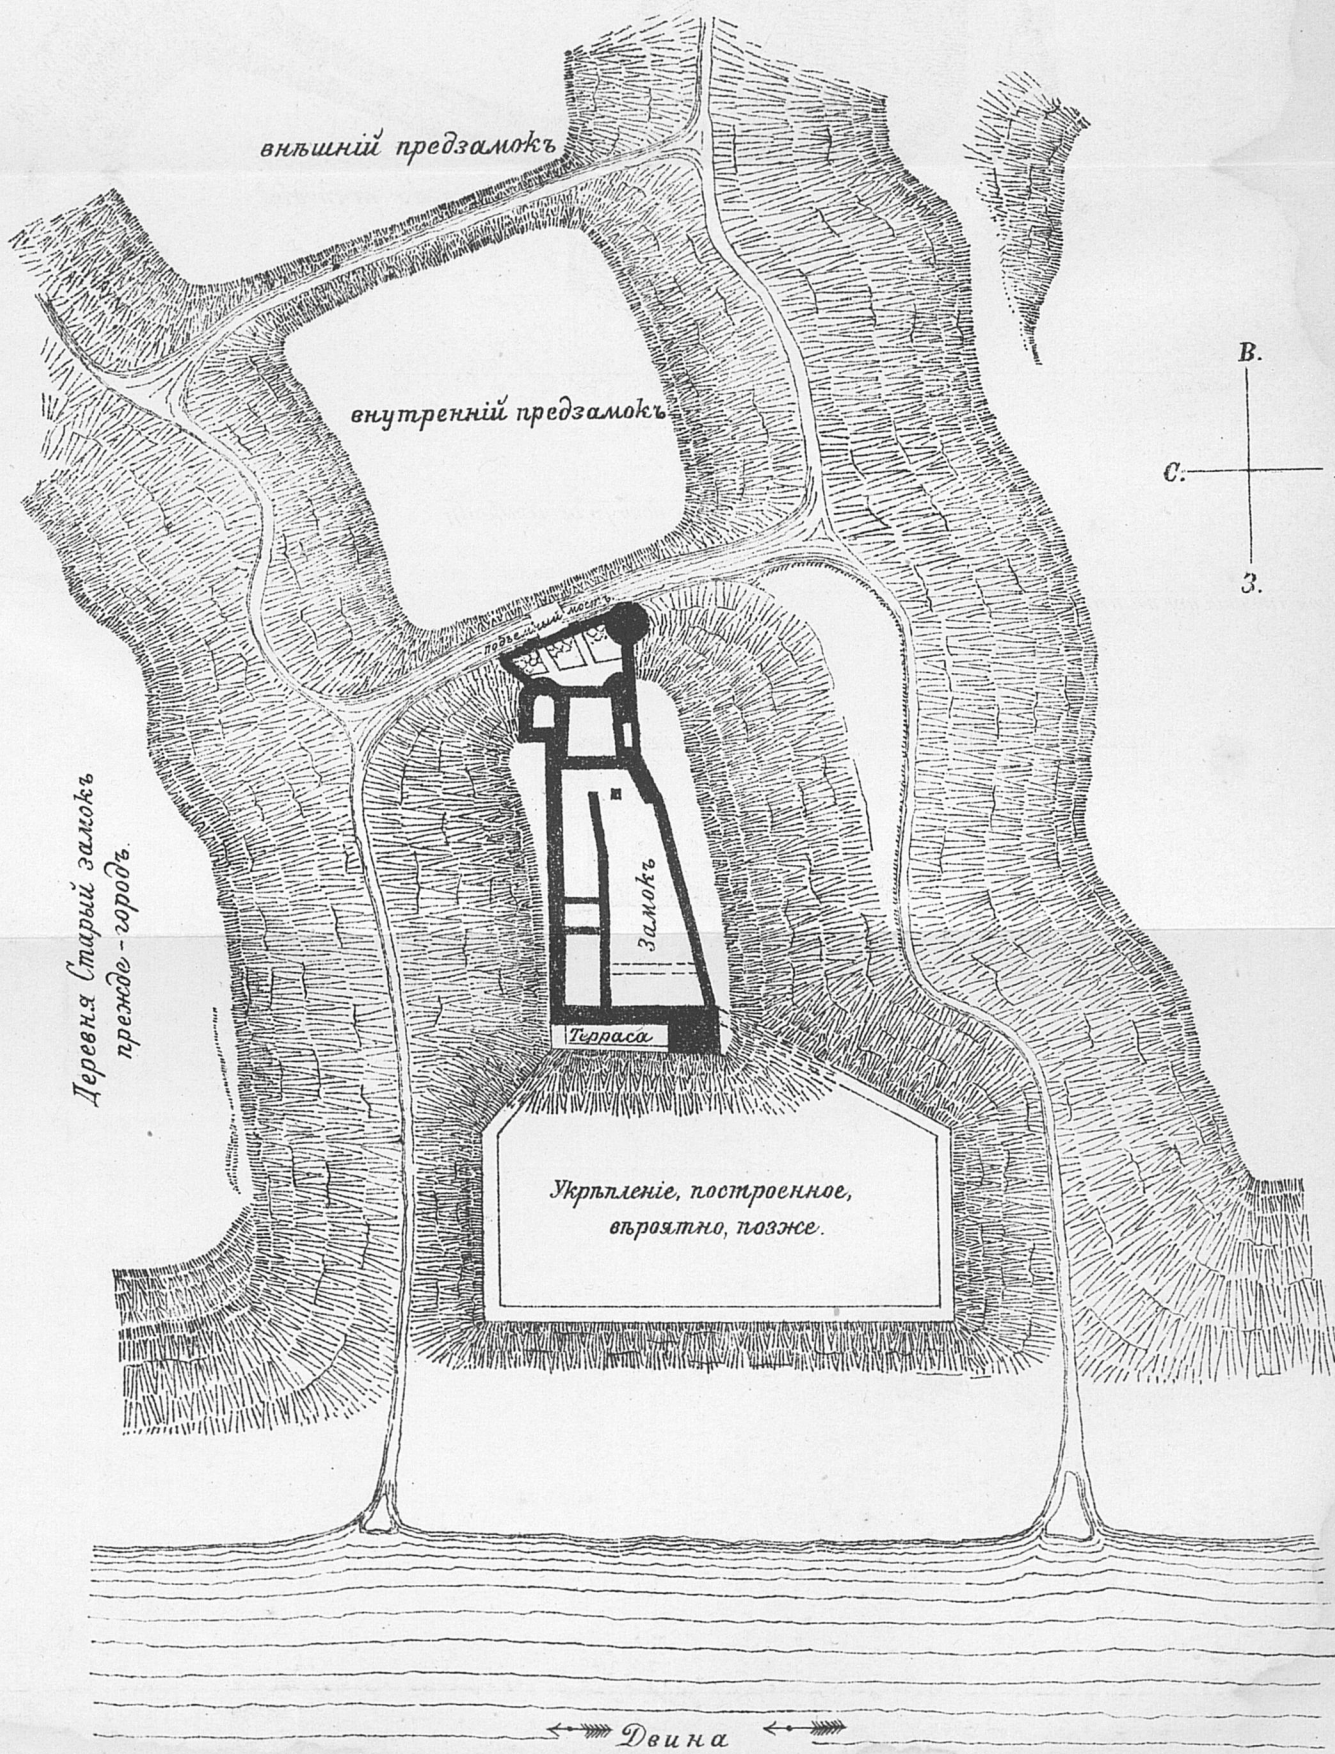 внѣшній предзамокъ
В.
внутренній предзамокъ
С.
З.
подъемный мостъ
Деревня Старый замокъ
прежде-городъ.
Замокъ
Терраса
Укрѣпленіе, построенное,
вѣроятно, позже.
Двина